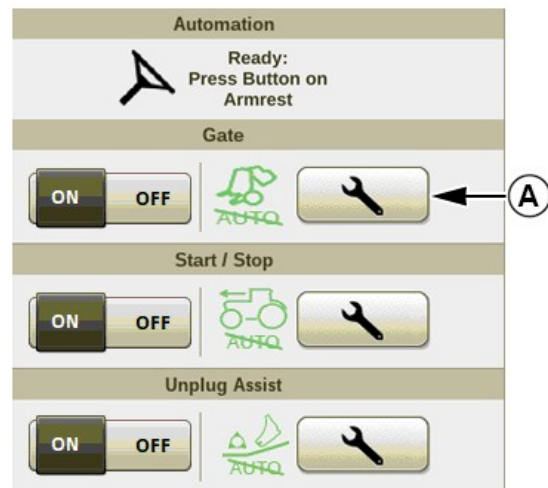 Automation
Ready:
Press Button on
Armrest
Gate
ON OFF AUTO A
Start / Stop
ON OFF AUTO
Unplug Assist
ON OFF AUTO